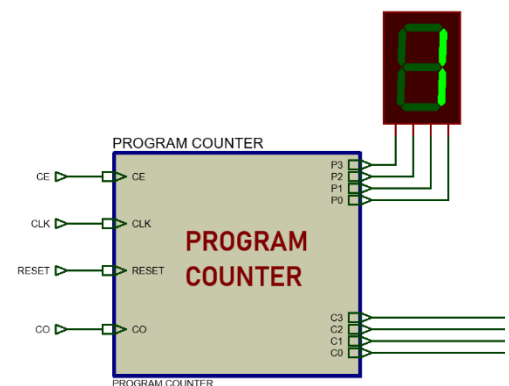 1
PROGRAM COUNTER
CE
CE
CLK
CLK
RESET
RESET
CO
CO
PROGRAM
COUNTER
P3
P2
P1
P0
C3
C2
C1
C0
PROGRAM COUNTER